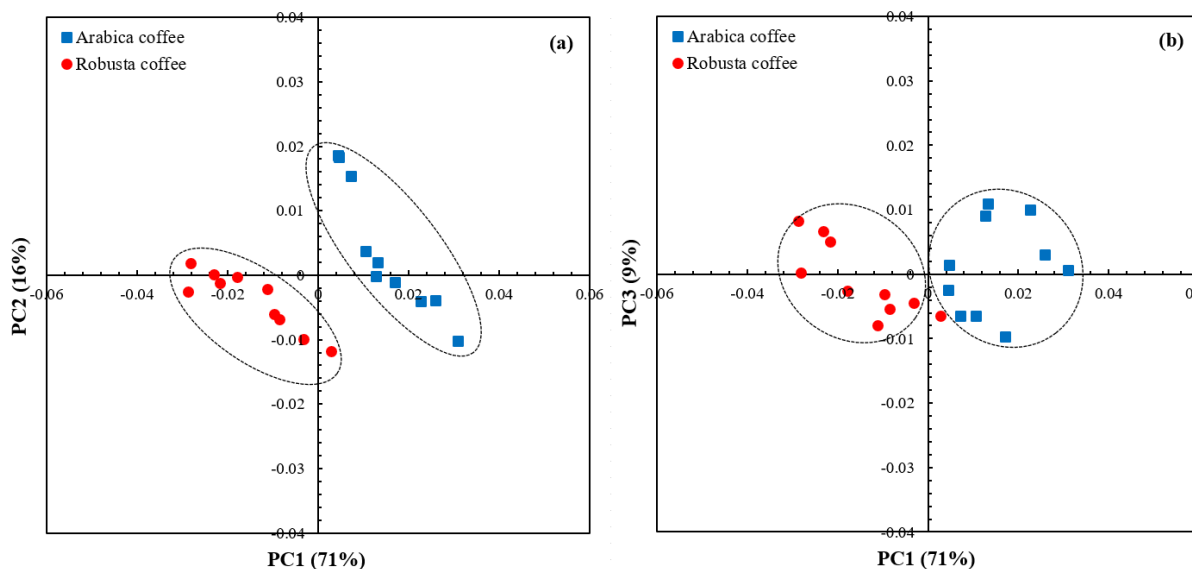 Arabica coffee
Robusta coffee
(a)
PC2 (16%)
0.04
0.03
0.02
0.01
0
-0.01
-0.02
-0.03
-0.04
-0.06 -0.04 -0.02 0 0.02 0.04 0.06
PC1 (71%)
Arabica coffee
Robusta coffee
(b)
PC3 (9%)
0.04
0.03
0.02
0.01
0
-0.01
-0.02
-0.03
-0.04
-0.06 -0.04 -0.02 0 0.02 0.04
PC1 (71%)